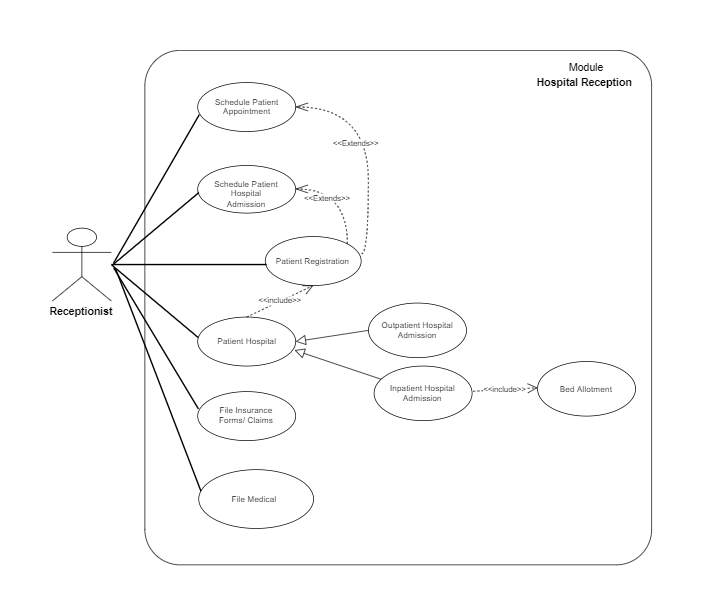 Module
Hospital Reception
Schedule Patient
Appointment
<<Extends>>
Schedule Patient
Hospital
Admission
<<Extends>>
Patient Registration
Receptionist
<<include>>
Patient Hospital
Outpatient Hospital
Admission
Inpatient Hospital
Admission
<<include>>
Bed Allotment
File Insurance
Forms/ Claims
File Medical